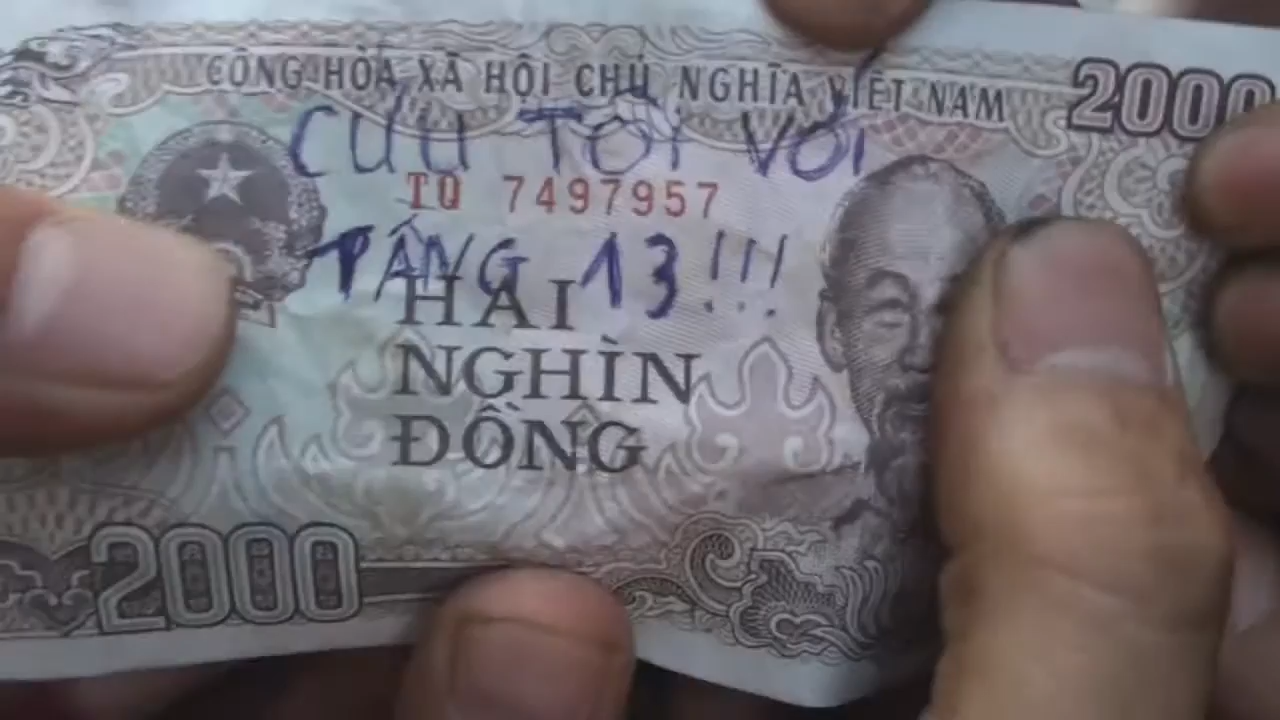 CỘNG HÒA XÃ HỘI CHỦ NGHĨA VIỆT NAM
2000
CỨU TÔI VỚI
TQ 7497957
TẦNG 13!!!
HAI
NGHÌN
ĐỒNG
2000